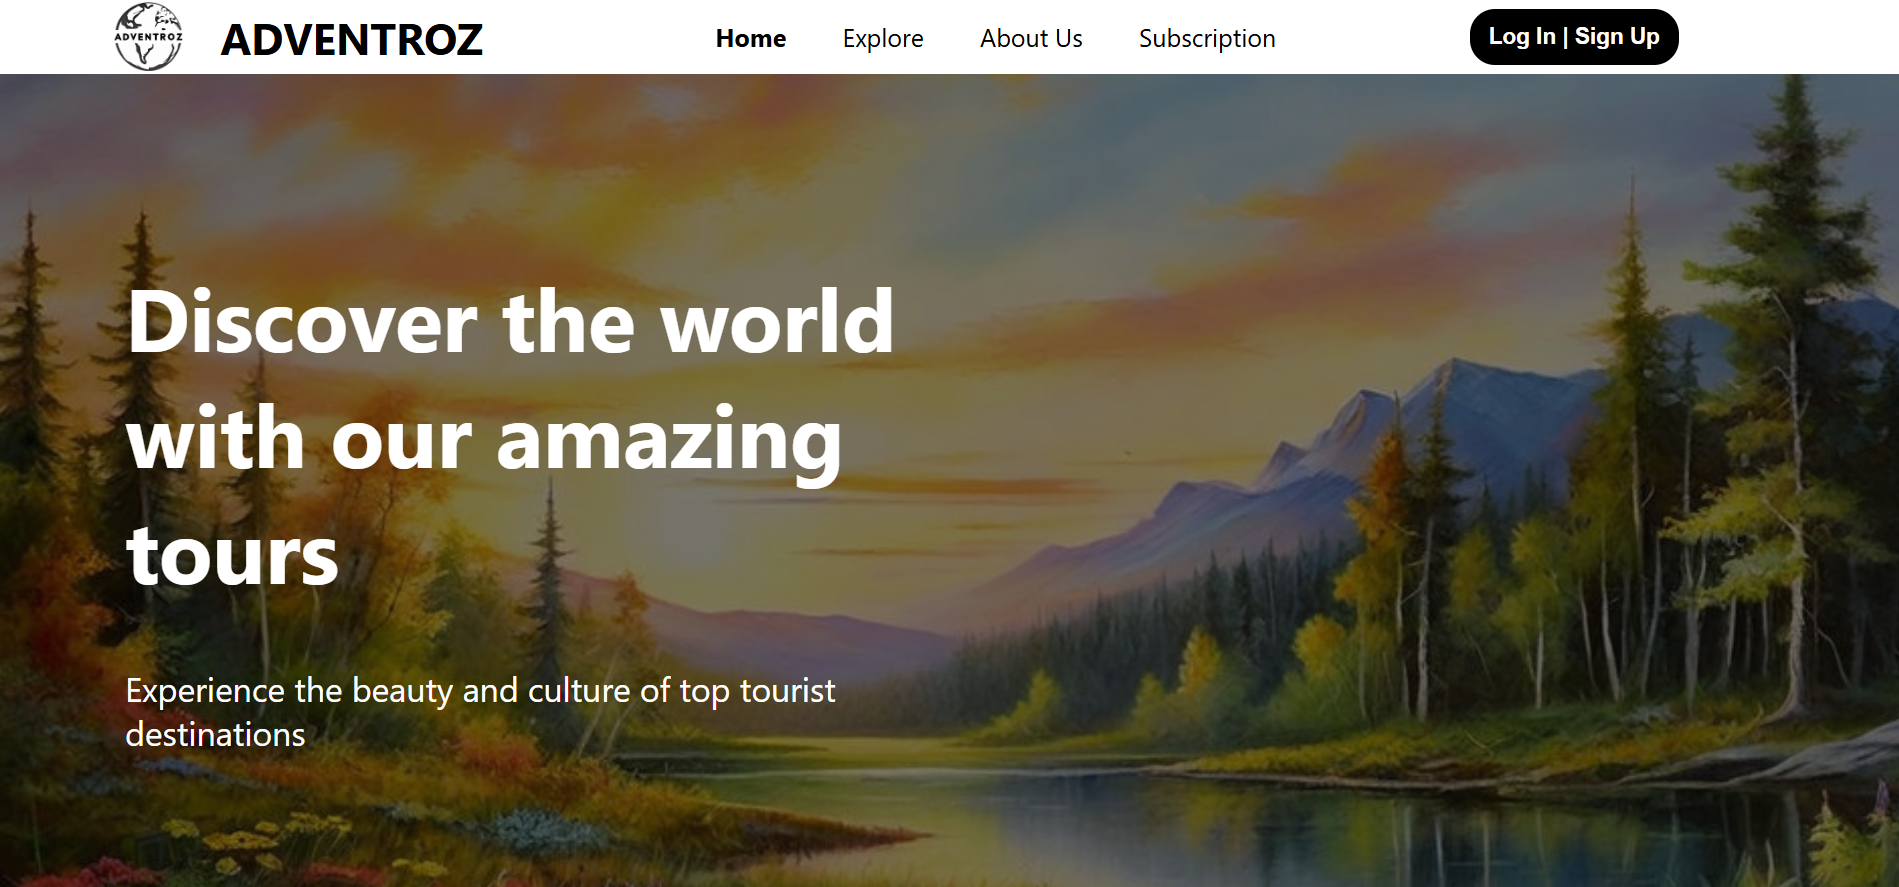 ADVENTROZ
ADVENTROZ
Home Explore About Us Subscription
Log In | Sign Up
Discover the world
with our amazing
tours
Experience the beauty and culture of top tourist
destinations